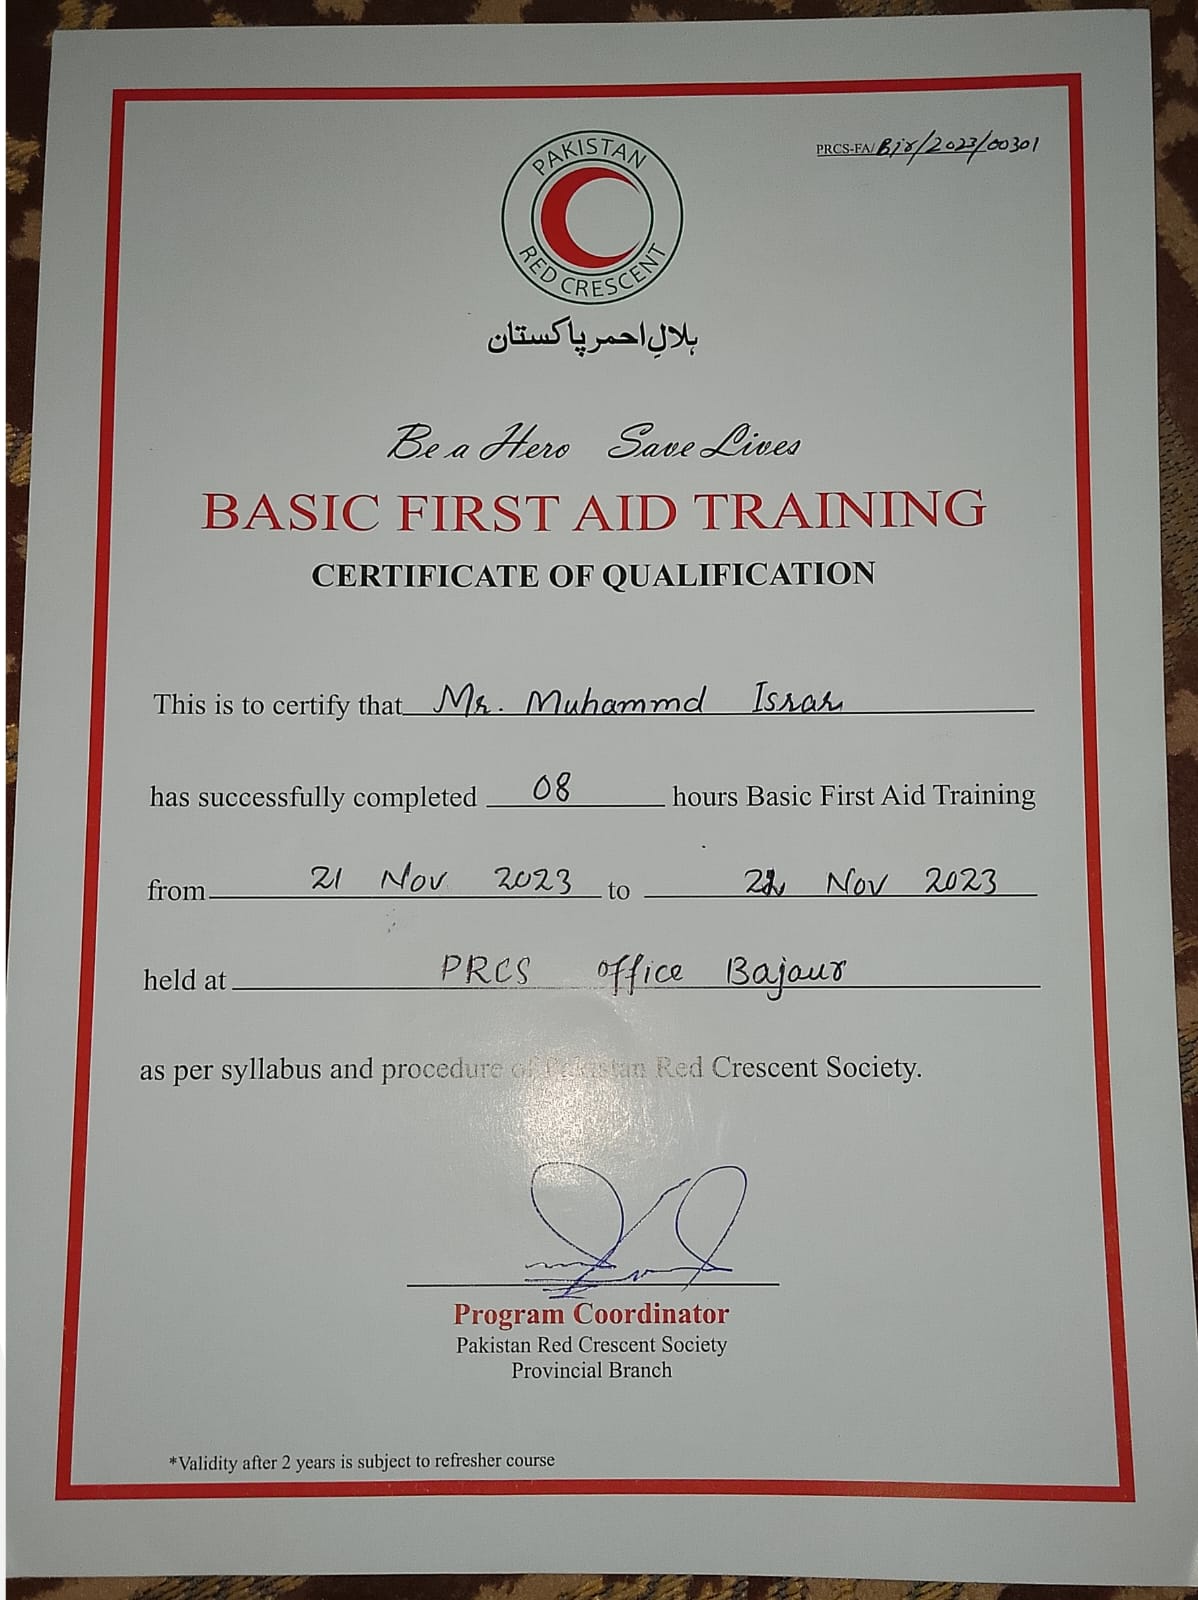 PRCS-FA/Bjr/2023/00301
PAKISTAN
RED CRESCENT
ہلالِ احمر پاکستان
Be a Hero Save Lives
BASIC FIRST AID TRAINING
CERTIFICATE OF QUALIFICATION
This is to certify that Mr. Muhammd Israr
has successfully completed 08 hours Basic First Aid Training
from 21 Nov 2023 to 22 Nov 2023
held at PRCS office Bajaur
as per syllabus and procedure of Pakistan Red Crescent Society.
Program Coordinator
Pakistan Red Crescent Society
Provincial Branch
*Validity after 2 years is subject to refresher course